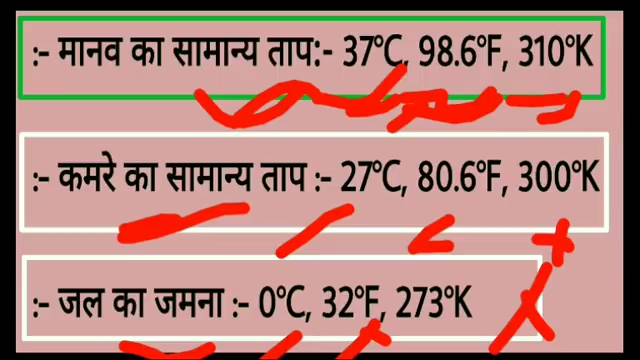 :- मानव का सामान्य ताप:- 37°C, 98.6°F, 310°K
:- कमरे का सामान्य ताप :- 27°C, 80.6°F, 300°K
:- जल का जमना :- 0°C, 32°F, 273°K